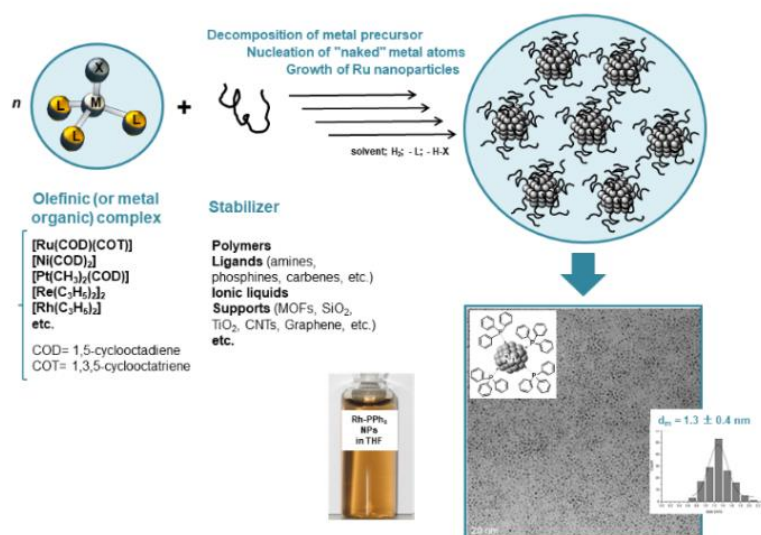 Decomposition of metal precursor
Nucleation of "naked" metal atoms
Growth of Ru nanoparticles
n
X
M
L
L
L
+
solvent; H₂; - L; - H-X
Olefinic (or metal organic) complex
[Ru(COD)(COT)]
[Ni(COD)₂]
[Pt(CH₃)₂(COD)]
[Re(C₃H₅)₂]₂
[Rh(C₃H₅)₂]
etc.
COD= 1,5-cyclooctadiene
COT= 1,3,5-cyclooctatriene
Stabilizer
Polymers
Ligands (amines,
phosphines, carbenes, etc.)
Ionic liquids
Supports (MOFs, SiO₂,
TiO₂, CNTs, Graphene, etc.)
etc.
Rh-PPh₃
NPs
in THF
dₘ = 1.3 ± 0.4 nm
20 nm